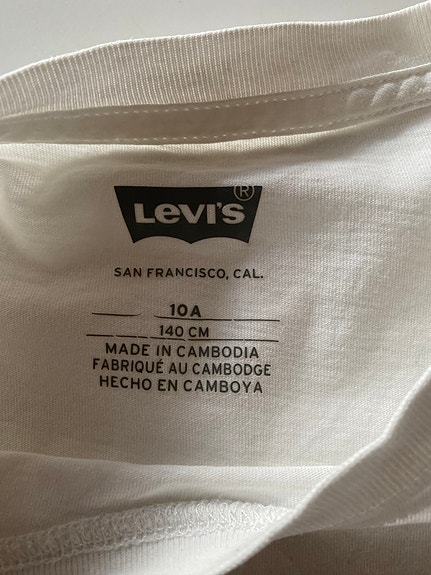 Levi's®
SAN FRANCISCO, CAL.
10A
140 CM
MADE IN CAMBODIA
FABRIQUÉ AU CAMBODGE
HECHO EN CAMBOYA